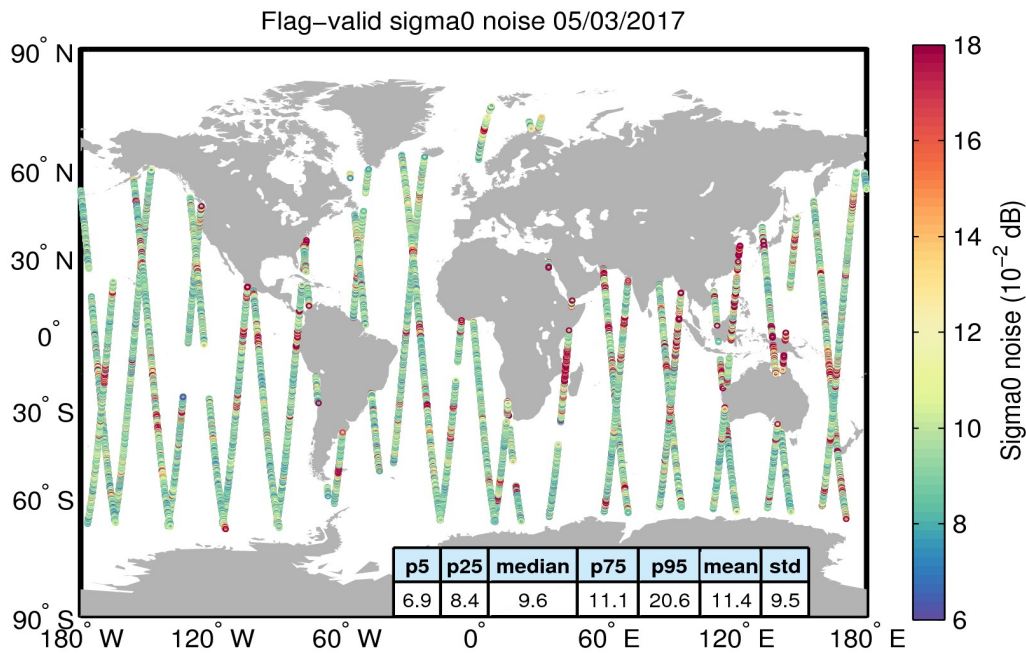 Flag−valid sigma0 noise 05/03/2017
90° N
60° N
30° N
0°
30° S
60° S
90° S
180° W
120° W
60° W
0°
60° E
120° E
180° E
18
16
14
12
10
8
6
Sigma0 noise (10⁻² dB)
p5 p25 median p75 p95 mean std
6.9 8.4 9.6 11.1 20.6 11.4 9.5